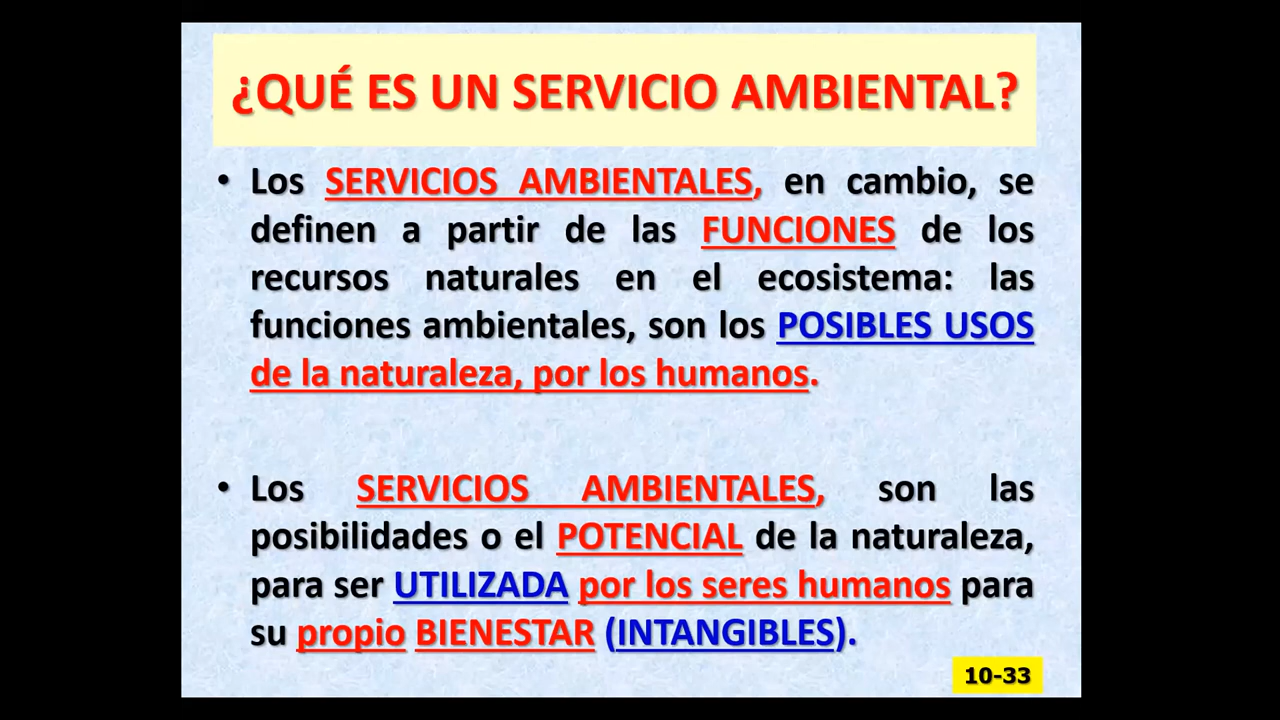 ¿QUÉ ES UN SERVICIO AMBIENTAL?
• Los SERVICIOS AMBIENTALES, en cambio, se
definen a partir de las FUNCIONES de los
recursos naturales en el ecosistema: las
funciones ambientales, son los POSIBLES USOS
de la naturaleza, por los humanos.
• Los SERVICIOS AMBIENTALES, son las
posibilidades o el POTENCIAL de la naturaleza,
para ser UTILIZADA por los seres humanos para
su propio BIENESTAR (INTANGIBLES).
10-33